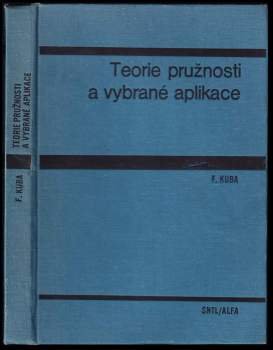 TEORIE PRUŽNOSTI
A VYBRANÉ APLIKACE
F. KUBA
Teorie pružnosti
a vybrané aplikace
F. KUBA
SNTL/ALFA